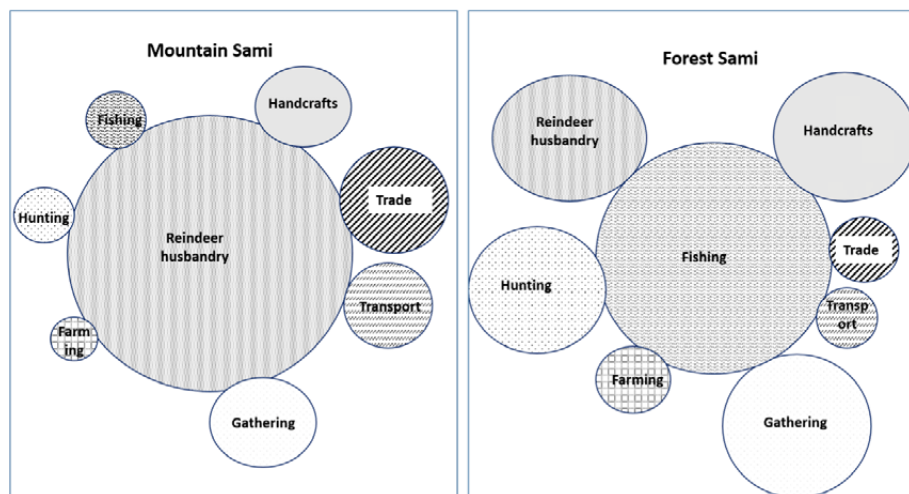 Mountain Sami
Fishing
Handcrafts
Hunting
Trade
Reindeer
husbandry
Transport
Farm
ing
Gathering
Forest Sami
Reindeer
husbandry
Handcrafts
Trade
Fishing
Hunting
Transp
ort
Farming
Gathering